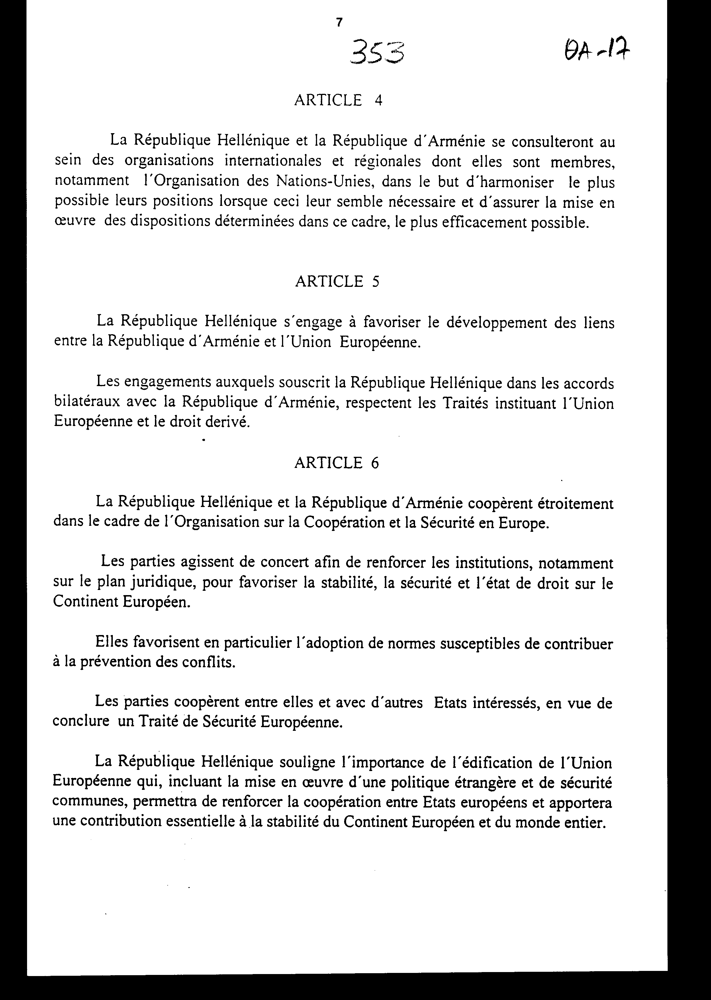 7
353
ΘA-17
ARTICLE 4
La République Hellénique et la République d´Arménie se consulteront au
sein des organisations internationales et régionales dont elles sont membres,
notamment l´Organisation des Nations-Unies, dans le but d´harmoniser le plus
possible leurs positions lorsque ceci leur semble nécessaire et d´assurer la mise en
œuvre des dispositions déterminées dans ce cadre, le plus efficacement possible.
ARTICLE 5
La République Hellénique s´engage à favoriser le développement des liens
entre la République d´Arménie et l´Union Européenne.
Les engagements auxquels souscrit la République Hellénique dans les accords
bilatéraux avec la République d´Arménie, respectent les Traités instituant l´Union
Européenne et le droit derivé.
ARTICLE 6
La République Hellénique et la République d´Arménie coopèrent étroitement
dans le cadre de l´Organisation sur la Coopération et la Sécurité en Europe.
Les parties agissent de concert afin de renforcer les institutions, notamment
sur le plan juridique, pour favoriser la stabilité, la sécurité et l´état de droit sur le
Continent Européen.
Elles favorisent en particulier l´adoption de normes susceptibles de contribuer
à la prévention des conflits.
Les parties coopèrent entre elles et avec d´autres Etats intéressés, en vue de
conclure un Traité de Sécurité Européenne.
La République Hellénique souligne l´importance de l´édification de l´Union
Européenne qui, incluant la mise en œuvre d´une politique étrangère et de sécurité
communes, permettra de renforcer la coopération entre Etats européens et apportera
une contribution essentielle à la stabilité du Continent Européen et du monde entier.